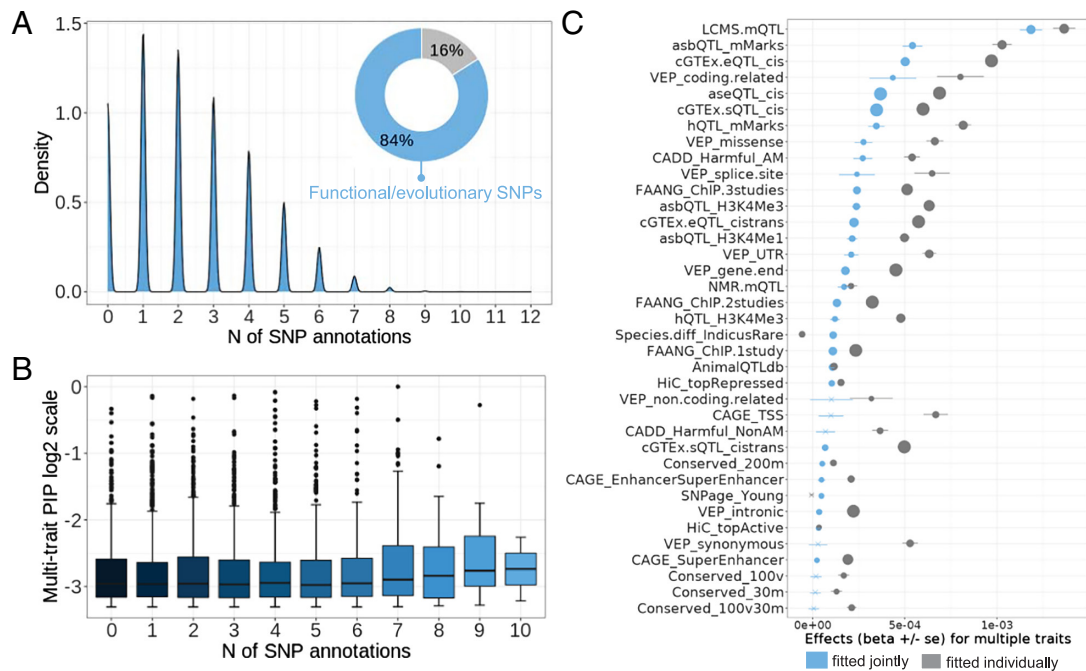 A
1.5
1.0
0.5
0.0
Density
0 1 2 3 4 5 6 7 8 9 10 11 12
N of SNP annotations
16%
84%
Functional/evolutionary SNPs
B
0
-1
-2
-3
Multi-trait PIP log2 scale
0 1 2 3 4 5 6 7 8 9 10
N of SNP annotations
C
LCMS.mQTL
asbQTL_mMarks
cGTEx.eQTL_cis
VEP_coding.related
aseQTL_cis
cGTEx.sQTL_cis
hQTL_mMarks
VEP_missense
CADD_Harmful_AM
VEP_splice.site
FAANG_ChIP.3studies
asbQTL_H3K4Me3
cGTEx.eQTL_cistrans
asbQTL_H3K4Me1
VEP_UTR
VEP_gene.end
NMR.mQTL
FAANG_ChIP.2studies
hQTL_H3K4Me3
Species.diff_IndicusRare
FAANG_ChIP.1study
AnimalQTLdb
HiC_topRepressed
VEP_non.coding.related
CAGE_TSS
CADD_Harmful_NonAM
cGTEx.sQTL_cistrans
Conserved_200m
CAGE_EnhancerSuperEnhancer
SNPage_Young
VEP_intronic
HiC_topActive
VEP_synonymous
CAGE_SuperEnhancer
Conserved_100v
Conserved_30m
Conserved_100v30m
0e+00 5e-04 1e-03
Effects (beta +/- se) for multiple traits
fitted jointly fitted individually